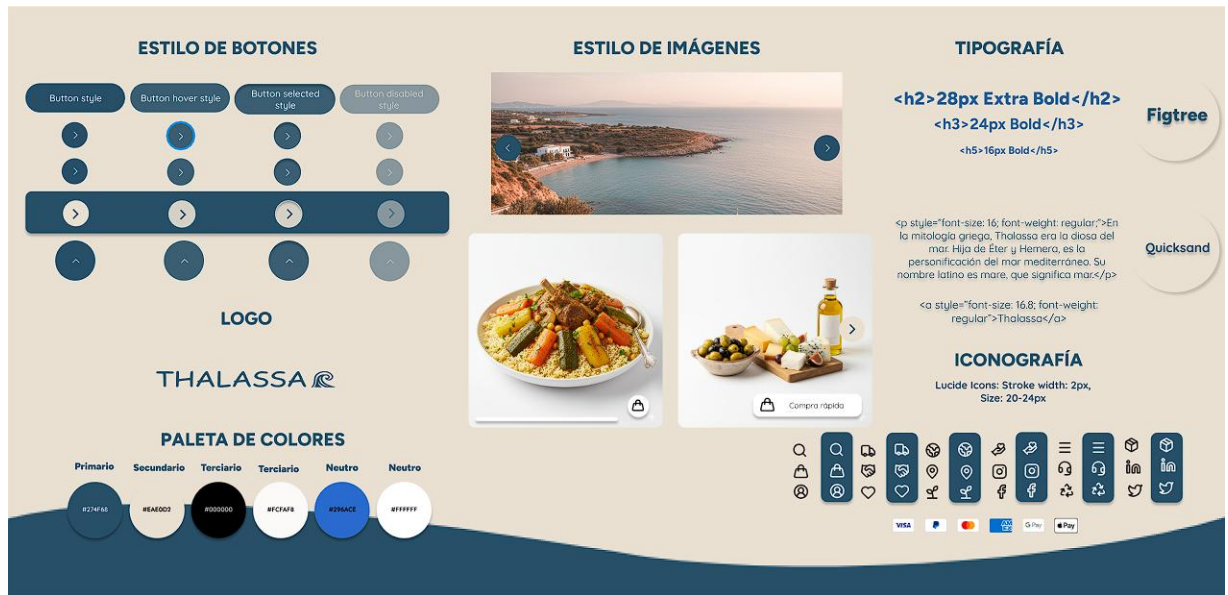 ESTILO DE BOTONES
Button style
Button hover style
Button selected
style
Button disabled
style
LOGO
THALASSA
PALETA DE COLORES
Primario
Secundario
Terciario
Terciario
Neutro
Neutro
#274F68
#EAE0D2
#000000
#FCFAF8
#296ACE
#FFFFFF
ESTILO DE IMÁGENES
Compra rápida
TIPOGRAFÍA
<h2>28px Extra Bold</h2>
<h3>24px Bold</h3>
<h5>16px Bold</h5>
Figtree
<p style="font-size: 16; font-weight: regular;">En
la mitología griega, Thalassa era la diosa del
mar. Hija de Éter y Hemera, es la
personificación del mar mediterráneo. Su
nombre latino es mare, que significa mar.</p>
Quicksand
<a style="font-size: 16.8; font-weight:
regular">Thalassa</a>
ICONOGRAFÍA
Lucide Icons: Stroke width: 2px,
Size: 20-24px
VISA
G Pay
Pay